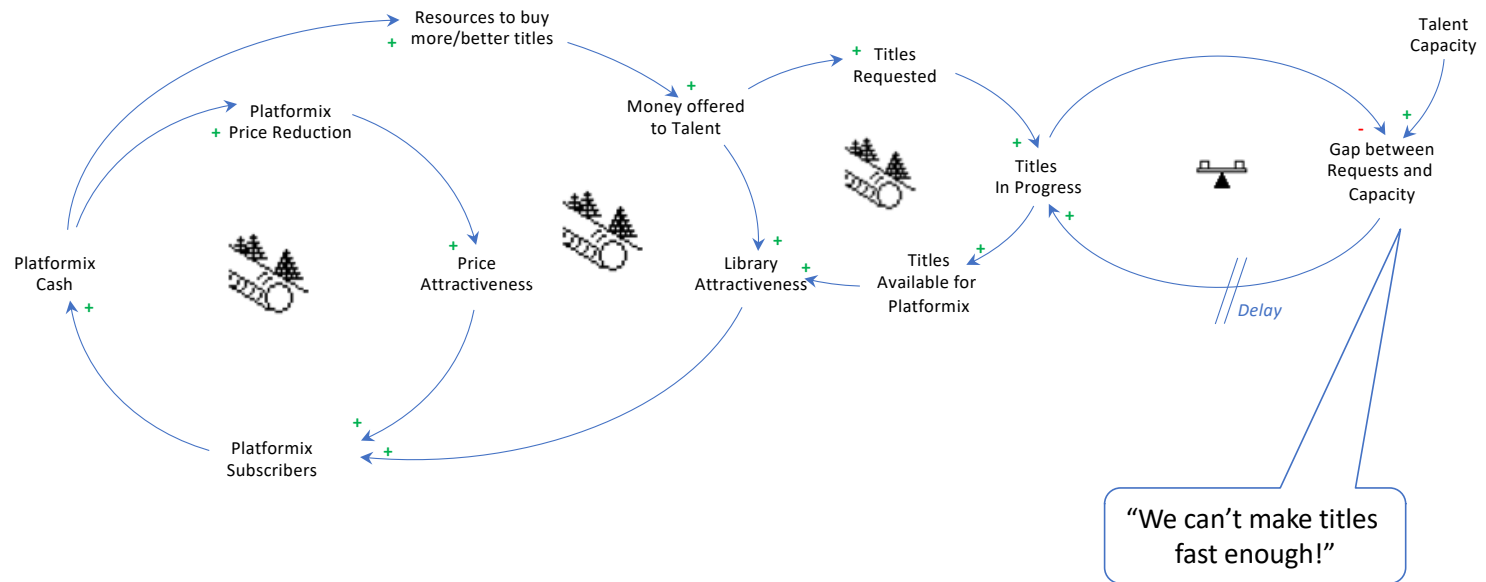 Resources to buy
+ more/better titles
Talent
Capacity
+ Titles
Requested
+
Money offered
to Talent
Platformix
+ Price Reduction
+
-
Gap between
Requests and
Capacity
+
Titles
In Progress
+
+ Price
Attractiveness
+
Library
Attractiveness
+
+
Titles
Available for
Platformix
Platformix
Cash
+
Delay
+
+
Platformix
Subscribers
“We can’t make titles
fast enough!”